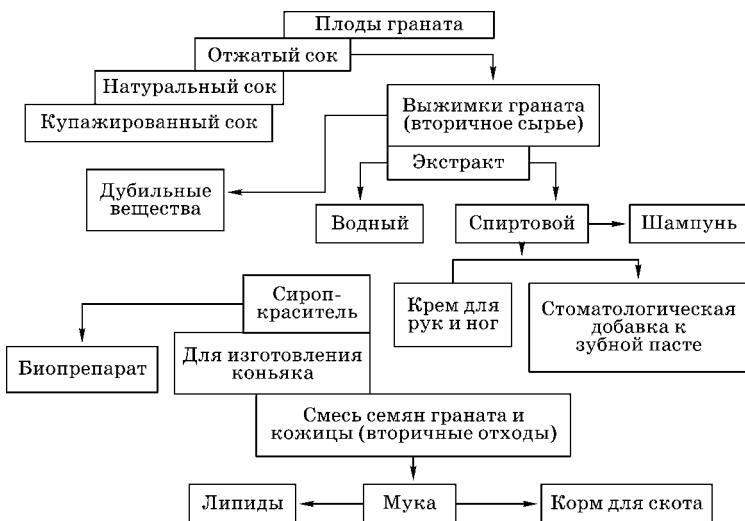 Плоды граната
Отжатый сок
Натуральный сок
Купажированный сок
Выжимки граната
(вторичное сырье)
Экстракт
Дубильные
вещества
Водный
Спиртовой
Шампунь
Сироп-
краситель
Крем для
рук и ног
Стоматологическая
добавка к
зубной пасте
Биопрепарат
Для изготовления
коньяка
Смесь семян граната и
кожицы (вторичные отходы)
Липиды
Мука
Корм для скота